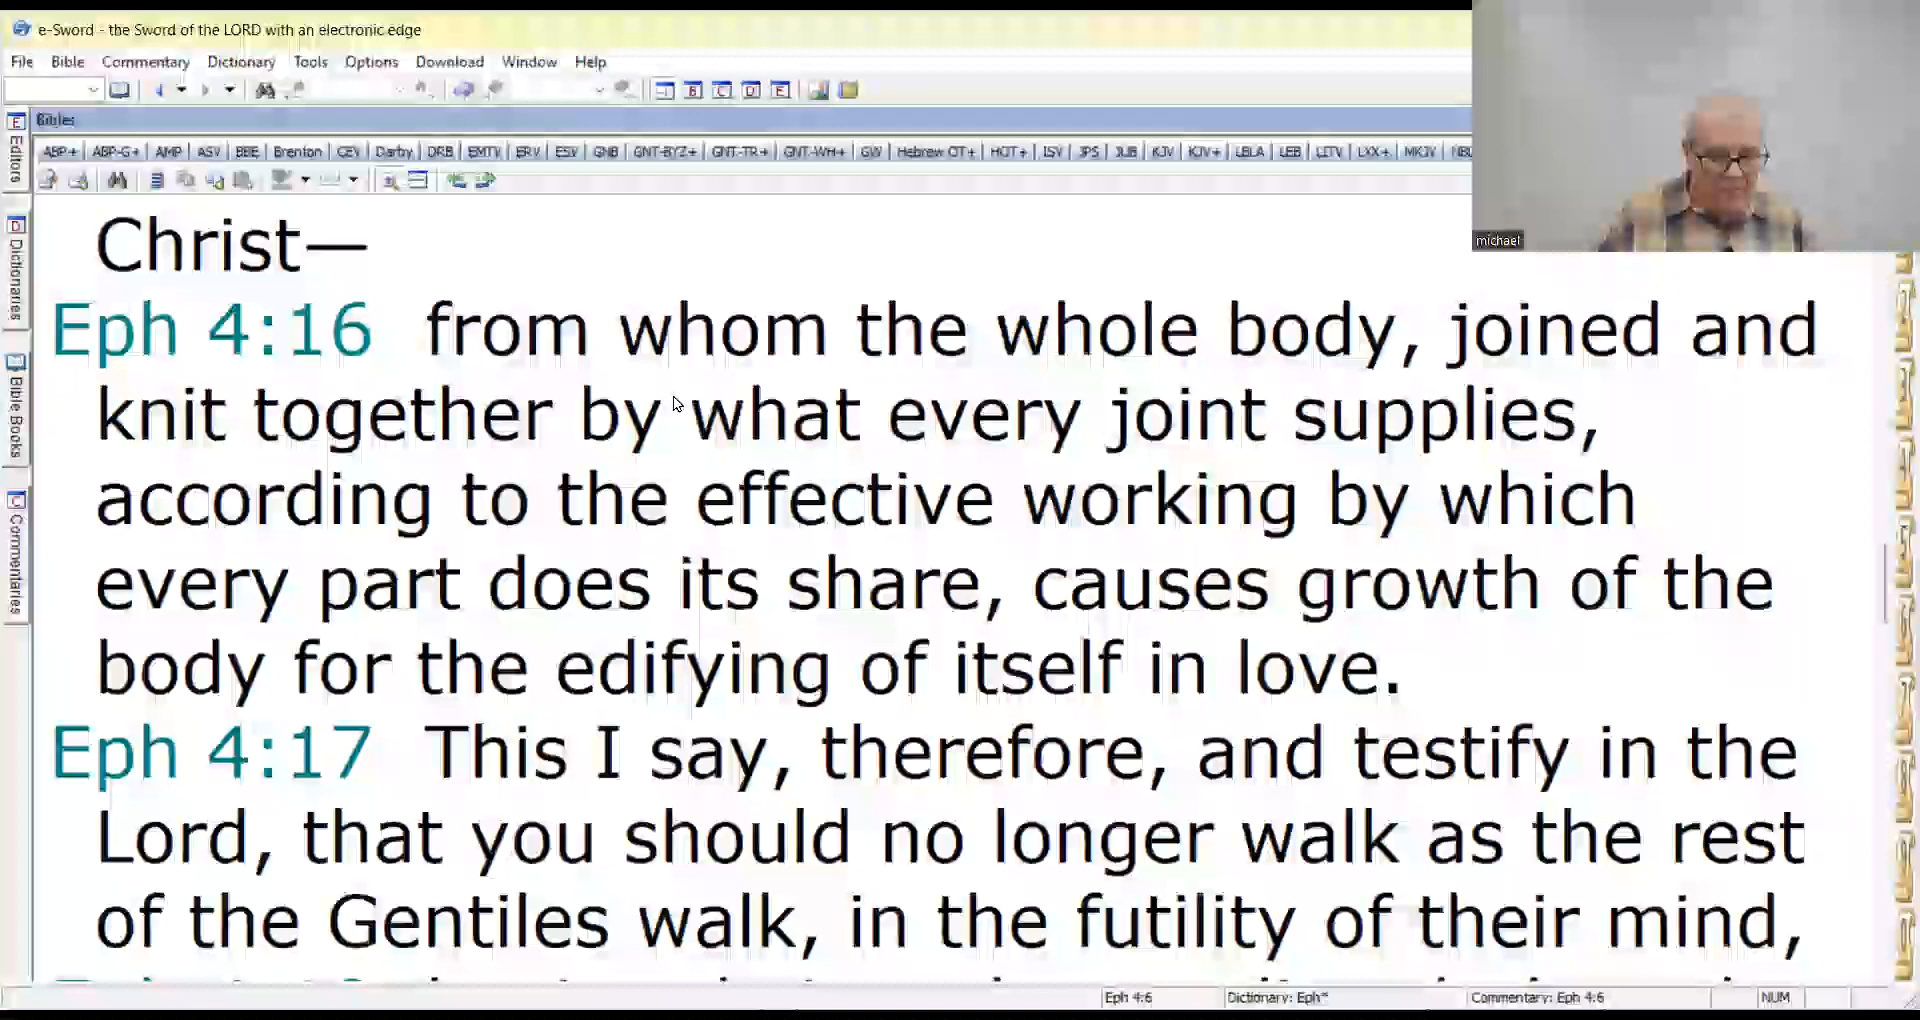 e-Sword - the Sword of the LORD with an electronic edge
File Bible Commentary Dictionary Tools Options Download Window Help
Bibles
ABP+ ABP-G+ AMP ASV BBE Brenton CEV Darby DRB EMTV ERV ESV GNB GNT-BYZ+ GNT-TR+ GNT-WH+ GW Hebrew OT+ HOT+ ISV JPS JUB KJV KJV+ LBLA LEB LITV LXX+ MKJV
michael
Editors
Dictionaries
Bible Books
Commentaries
Christ—
Eph 4:16 from whom the whole body, joined and
knit together by what every joint supplies,
according to the effective working by which
every part does its share, causes growth of the
body for the edifying of itself in love.
Eph 4:17 This I say, therefore, and testify in the
Lord, that you should no longer walk as the rest
of the Gentiles walk, in the futility of their mind,
Eph 4:6 Dictionary: Eph* Commentary: Eph 4:6 NUM